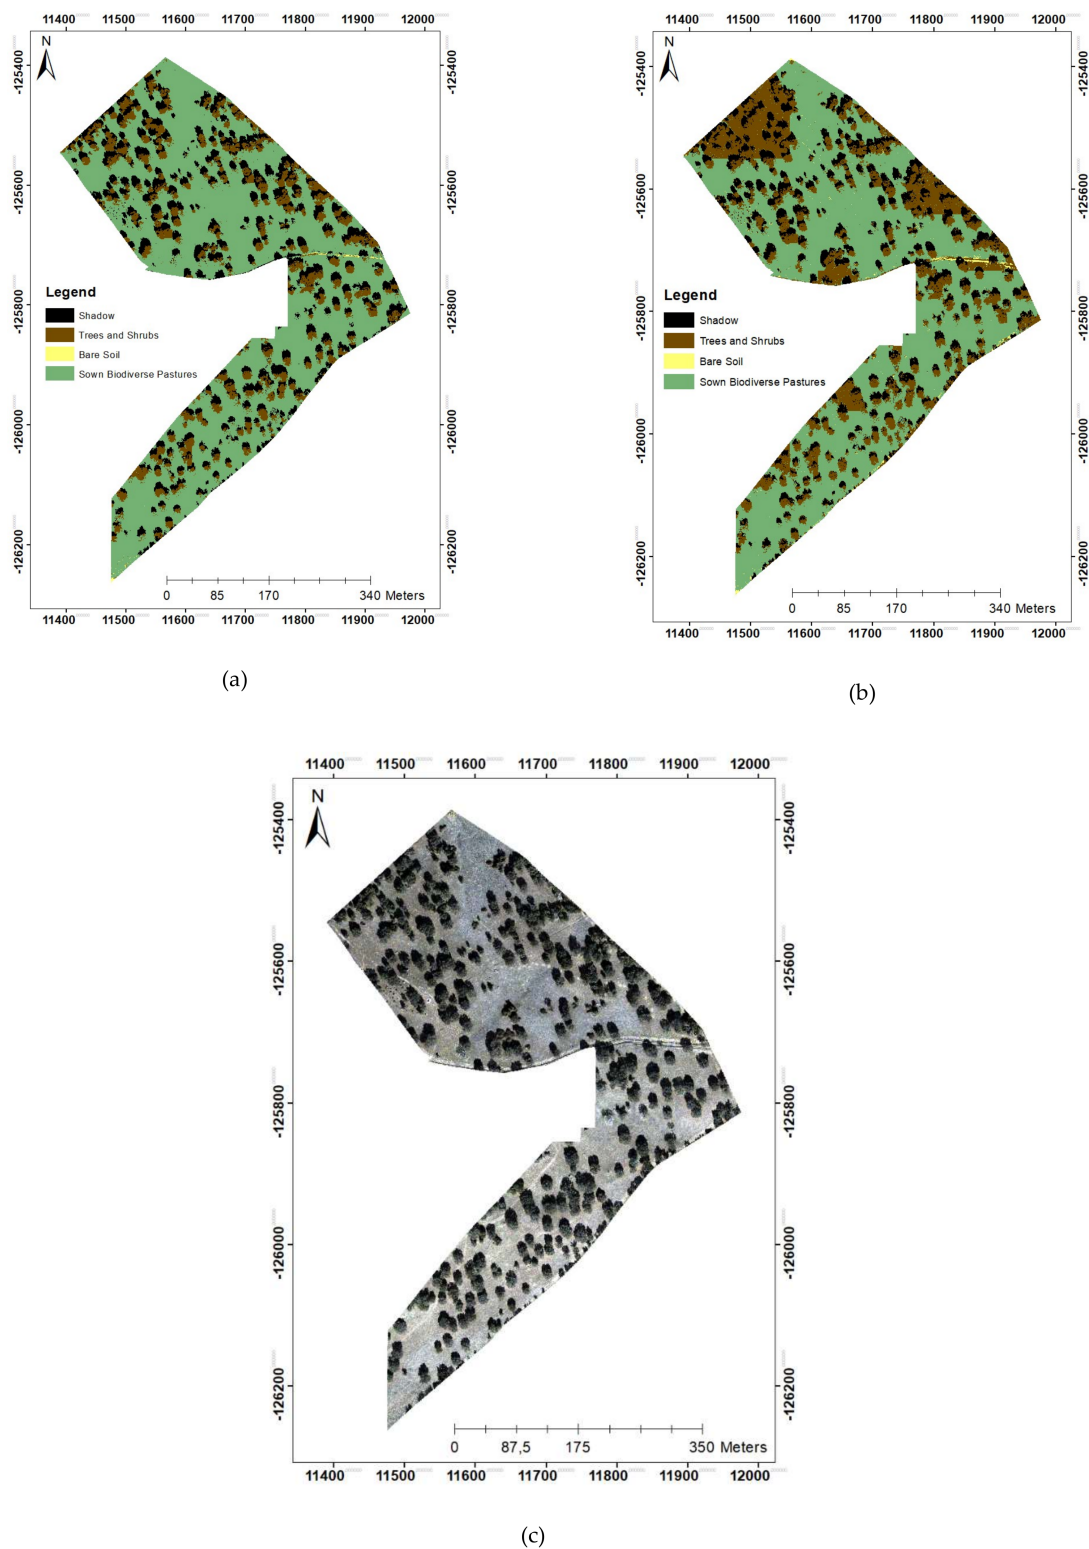 11400 11500 11600 11700 11800 11900 12000
N
-125400 -125600 -125800 -126000 -126200
-125400 -125600 -125800 -126000 -126200
Legend
Shadow
Trees and Shrubs
Bare Soil
Sown Biodiverse Pastures
0 85 170 340 Meters
11400 11500 11600 11700 11800 11900 12000
(a)
11400 11500 11600 11700 11800 11900 12000
N
-125400 -125600 -125800 -126000 -126200
-125400 -125600 -125800 -126000 -126200
Legend
Shadow
Trees and Shrubs
Bare Soil
Sown Biodiverse Pastures
0 85 170 340 Meters
11400 11500 11600 11700 11800 11900 12000
(b)
11400 11500 11600 11700 11800 11900 12000
N
-125400 -125600 -125800 -126000 -126200
-125400 -125600 -125800 -126000 -126200
0 87,5 175 350 Meters
11400 11500 11600 11700 11800 11900 12000
(c)